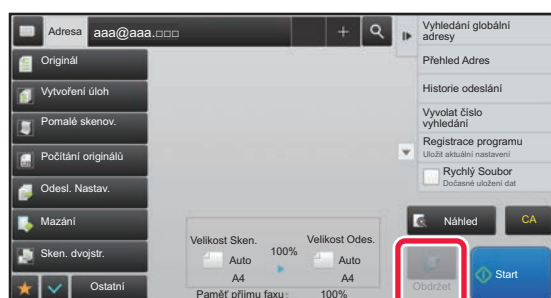 Adresa aaa@aaa.□□□
Originál
Vytvoření úloh
Pomalé skenov.
Počítání originálů
Odesl. Nastav.
Mazání
Sken. dvojstr.
Ostatní
Velikost Sken.
Auto
A4
100%
Velikost Odes.
Auto
A4
Paměť příjmu faxu: 100%
Vyhledání globální
adresy
Přehled Adres
Historie odeslání
Vyvolat číslo
vyhledání
Registrace programu
Uložit aktuální nastavení
Rychlý Soubor
Dočasné uložení dat
Náhled
CA
Obdržet
Start